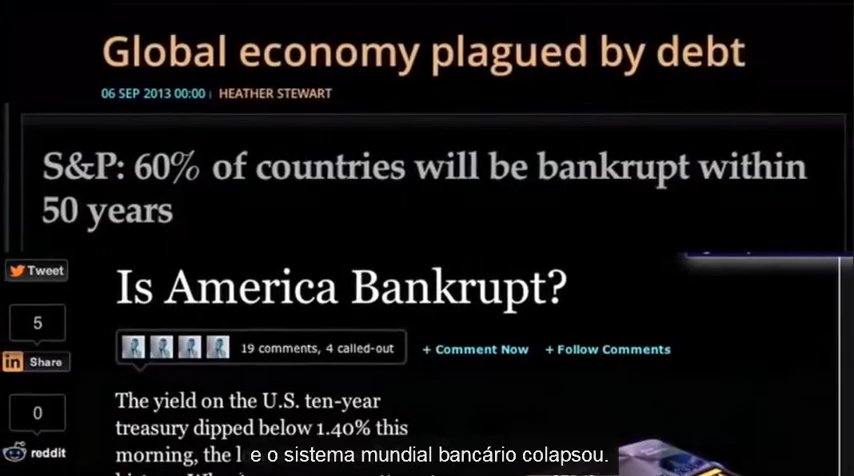 Global economy plagued by debt
06 SEP 2013 00:00 | HEATHER STEWART
S&P: 60% of countries will be bankrupt within
50 years
Tweet
Is America Bankrupt?
5
19 comments, 4 called-out + Comment Now + Follow Comments
in Share
0
The yield on the U.S. ten-year
treasury dipped below 1.40% this
reddit
morning, the l
e o sistema mundial bancário colapsou.